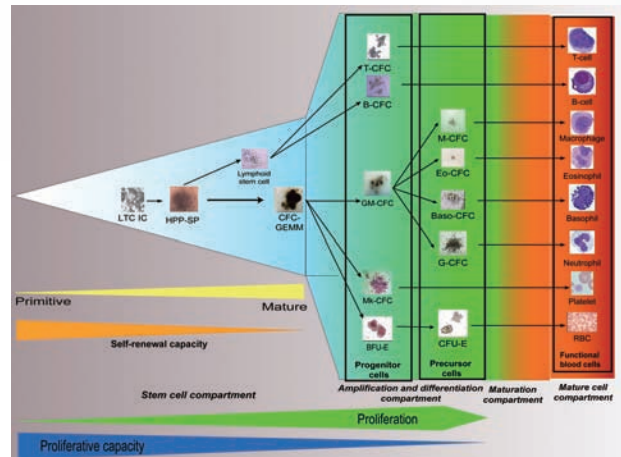 T-CFC
T-cell
B-CFC
B-cell
M-CFC
Macrophage
Lymphoid
stem cell
Eo-CFC
Eosinophil
LTC IC
HPP-SP
CFC-
GEMM
GM-CFC
Baso-CFC
Basophil
G-CFC
Neutrophil
Primitive
Mature
Mk-CFC
Platelet
Self-renewal capacity
BFU-E
CFU-E
RBC
Progenitor
cells
Precursor
cells
Functional
blood cells
Stem cell compartment
Amplification and differentiation
compartment
Maturation
compartment
Mature cell
compartment
Proliferation
Proliferative capacity